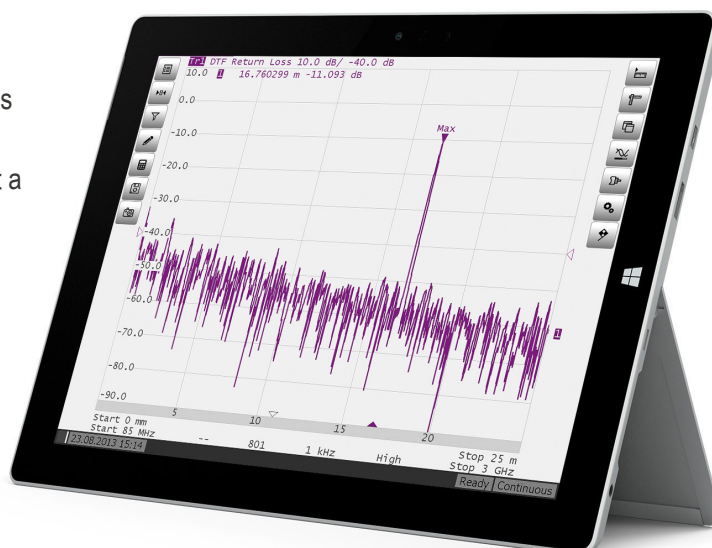 s
t a
Tr1 DTF Return Loss 10.0 dB/ -40.0 dB
10.0 1 16.760299 m -11.093 dB
0.0
Max
-10.0
-20.0
-30.0
-40.0
-50.0
-60.0
1
-70.0
-80.0
-90.0
5
10
15
20
Start 0 mm
Stop 25 m
Start 85 MHz
--
801
1 kHz
High
Stop 3 GHz
23.08.2013 15:14
Ready
Continuous